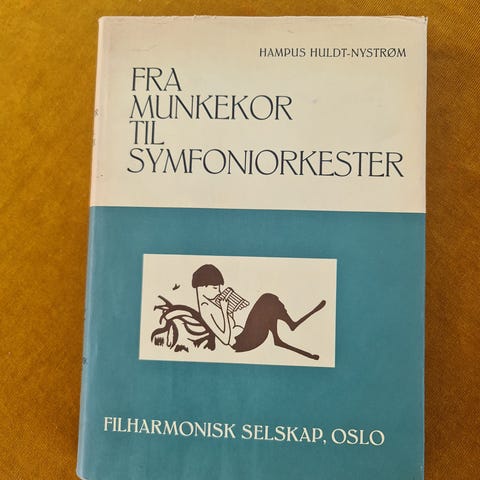 HAMPUS HULDT-NYSTRØM
FRA
MUNKEKOR
TIL
SYMFONIORKESTER
FILHARMONISK SELSKAP, OSLO